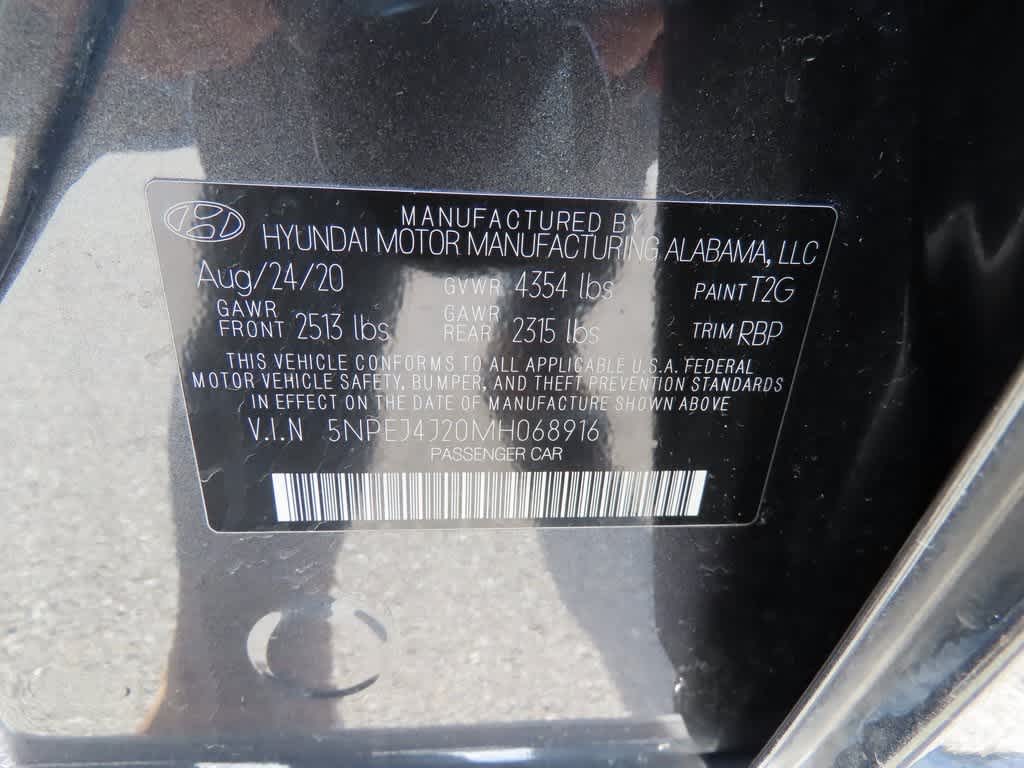 MANUFACTURED BY
HYUNDAI MOTOR MANUFACTURING ALABAMA, LLC
Aug/24/20 GVWR 4354 lbs PAINT T2G
GAWR FRONT 2513 lbs GAWR REAR 2315 lbs TRIM RBP
THIS VEHICLE CONFORMS TO ALL APPLICABLE U.S.A. FEDERAL
MOTOR VEHICLE SAFETY, BUMPER, AND THEFT PREVENTION STANDARDS
IN EFFECT ON THE DATE OF MANUFACTURE SHOWN ABOVE
V.I.N 5NPEJ4J20MH068916
PASSENGER CAR